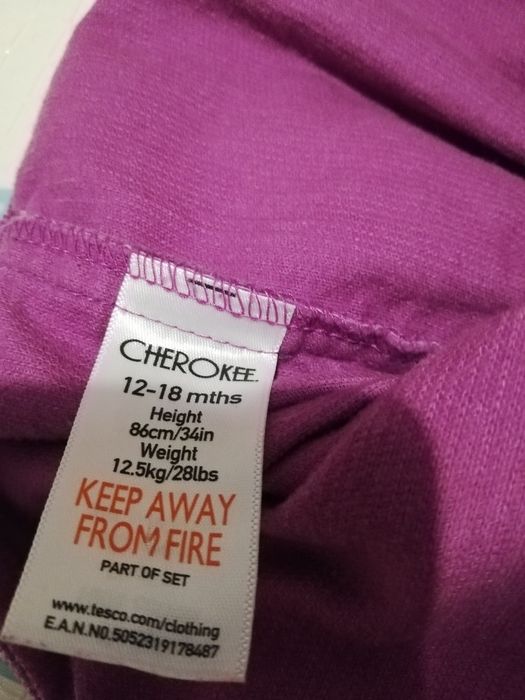 CHEROKEE.
12-18 mths
Height
86cm/34in
Weight
12.5kg/28lbs
KEEP AWAY
FROM FIRE
PART OF SET
www.tesco.com/clothing
E.A.N.NO.5052319178487